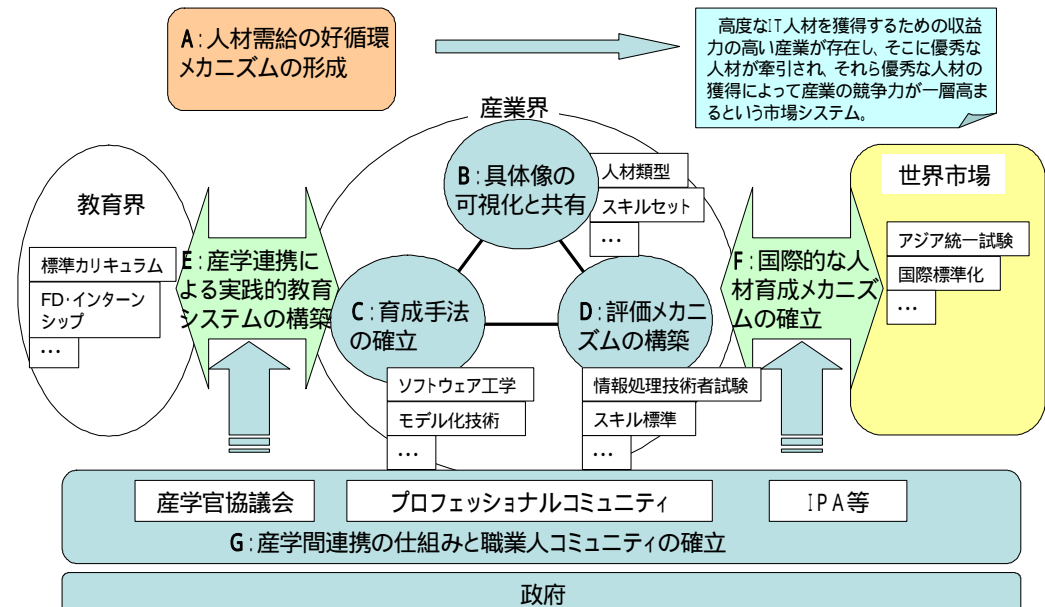 A:人材需給の好循環
メカニズムの形成
高度なIT人材を獲得するための収益
力の高い産業が存在し、そこに優秀な
人材が牽引され、それら優秀な人材の
獲得によって産業の競争力が一層高ま
るという市場システム。
産業界
B:具体像の
可視化と共有
人材類型
スキルセット
…
教育界
標準カリキュラム
FD・インターン
シップ
…
E:産学連携に
よる実践的教育
システムの構築
C:育成手法
の確立
D:評価メカニ
ズムの構築
F:国際的な人
材育成メカニズ
ムの確立
世界市場
アジア統一試験
国際標準化
…
ソフトウェア工学
モデル化技術
…
情報処理技術者試験
スキル標準
…
産学官協議会
プロフェッショナルコミュニティ
IPA等
G:産学間連携の仕組みと職業人コミュニティの確立
政府